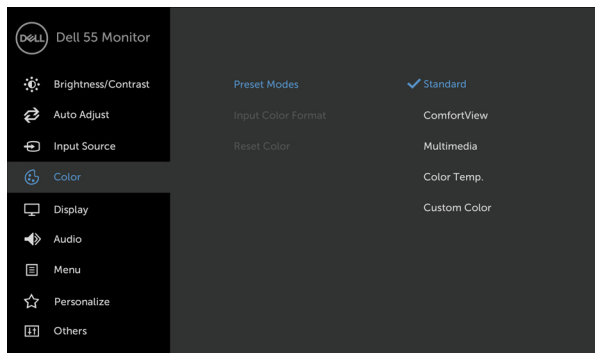 DELL Dell 55 Monitor
Brightness/Contrast
Auto Adjust
Input Source
Color
Display
Audio
Menu
Personalize
Others
Preset Modes
Input Color Format
Reset Color
Standard
ComfortView
Multimedia
Color Temp.
Custom Color